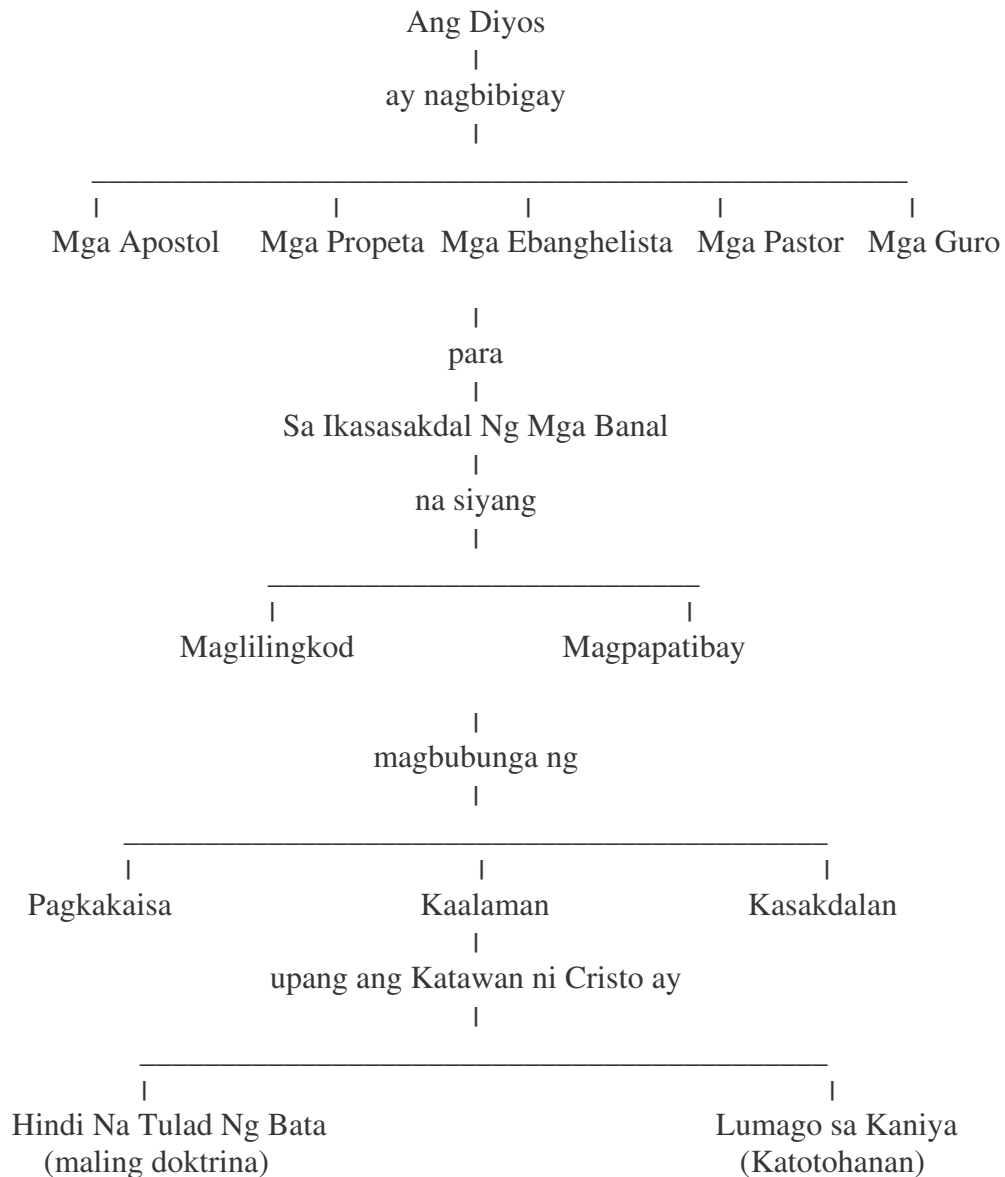 Ang Diyos
ay nagbibigay
Mga Apostol Mga Propeta Mga Ebanghelista Mga Pastor Mga Guro
para
Sa Ikasasakdal Ng Mga Banal
na siyang
Maglilingkod Magpapatibay
magbubunga ng
Pagkakaisa Kaalaman Kasakdalan
upang ang Katawan ni Cristo ay
Hindi Na Tulad Ng Bata Lumago sa Kaniya
(maling doktrina) (Katotohanan)